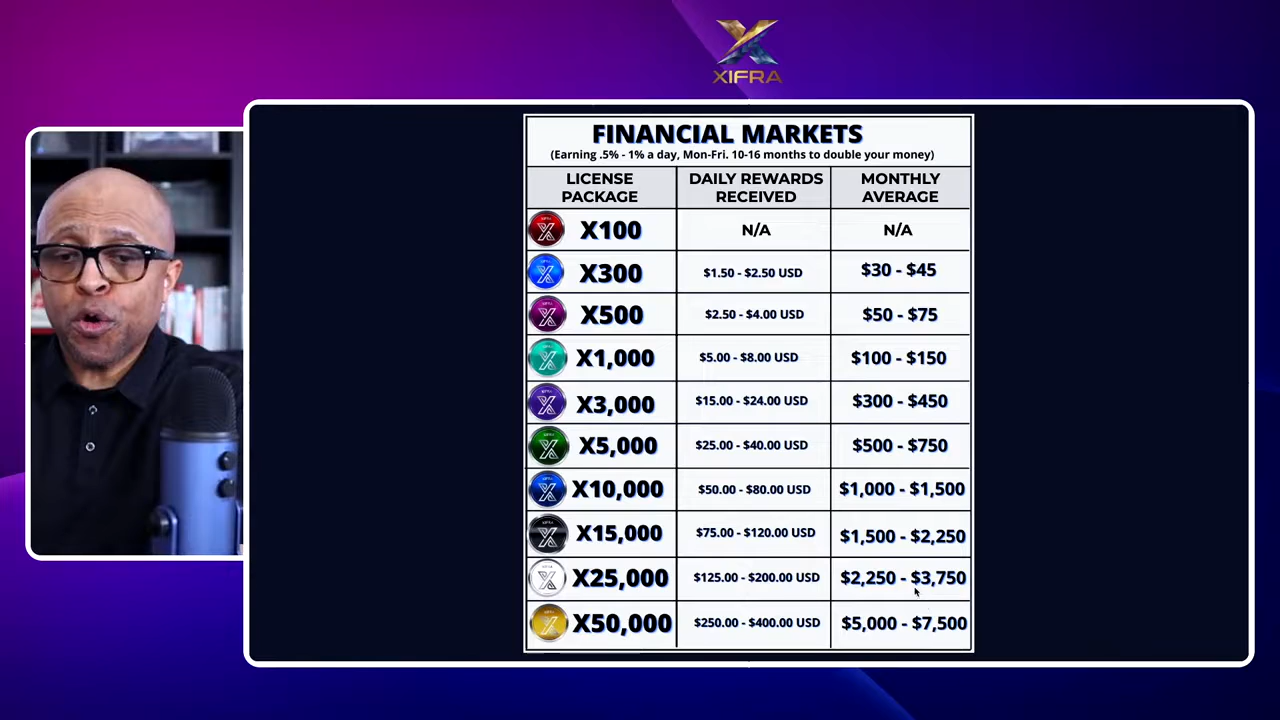 XIFRA
FINANCIAL MARKETS
(Earning .5% - 1% a day, Mon-Fri. 10-16 months to double your money)
LICENSE PACKAGE DAILY REWARDS RECEIVED MONTHLY AVERAGE
X100 N/A N/A
X300 $1.50 - $2.50 USD $30 - $45
X500 $2.50 - $4.00 USD $50 - $75
X1,000 $5.00 - $8.00 USD $100 - $150
X3,000 $15.00 - $24.00 USD $300 - $450
X5,000 $25.00 - $40.00 USD $500 - $750
X10,000 $50.00 - $80.00 USD $1,000 - $1,500
X15,000 $75.00 - $120.00 USD $1,500 - $2,250
X25,000 $125.00 - $200.00 USD $2,250 - $3,750
X50,000 $250.00 - $400.00 USD $5,000 - $7,500